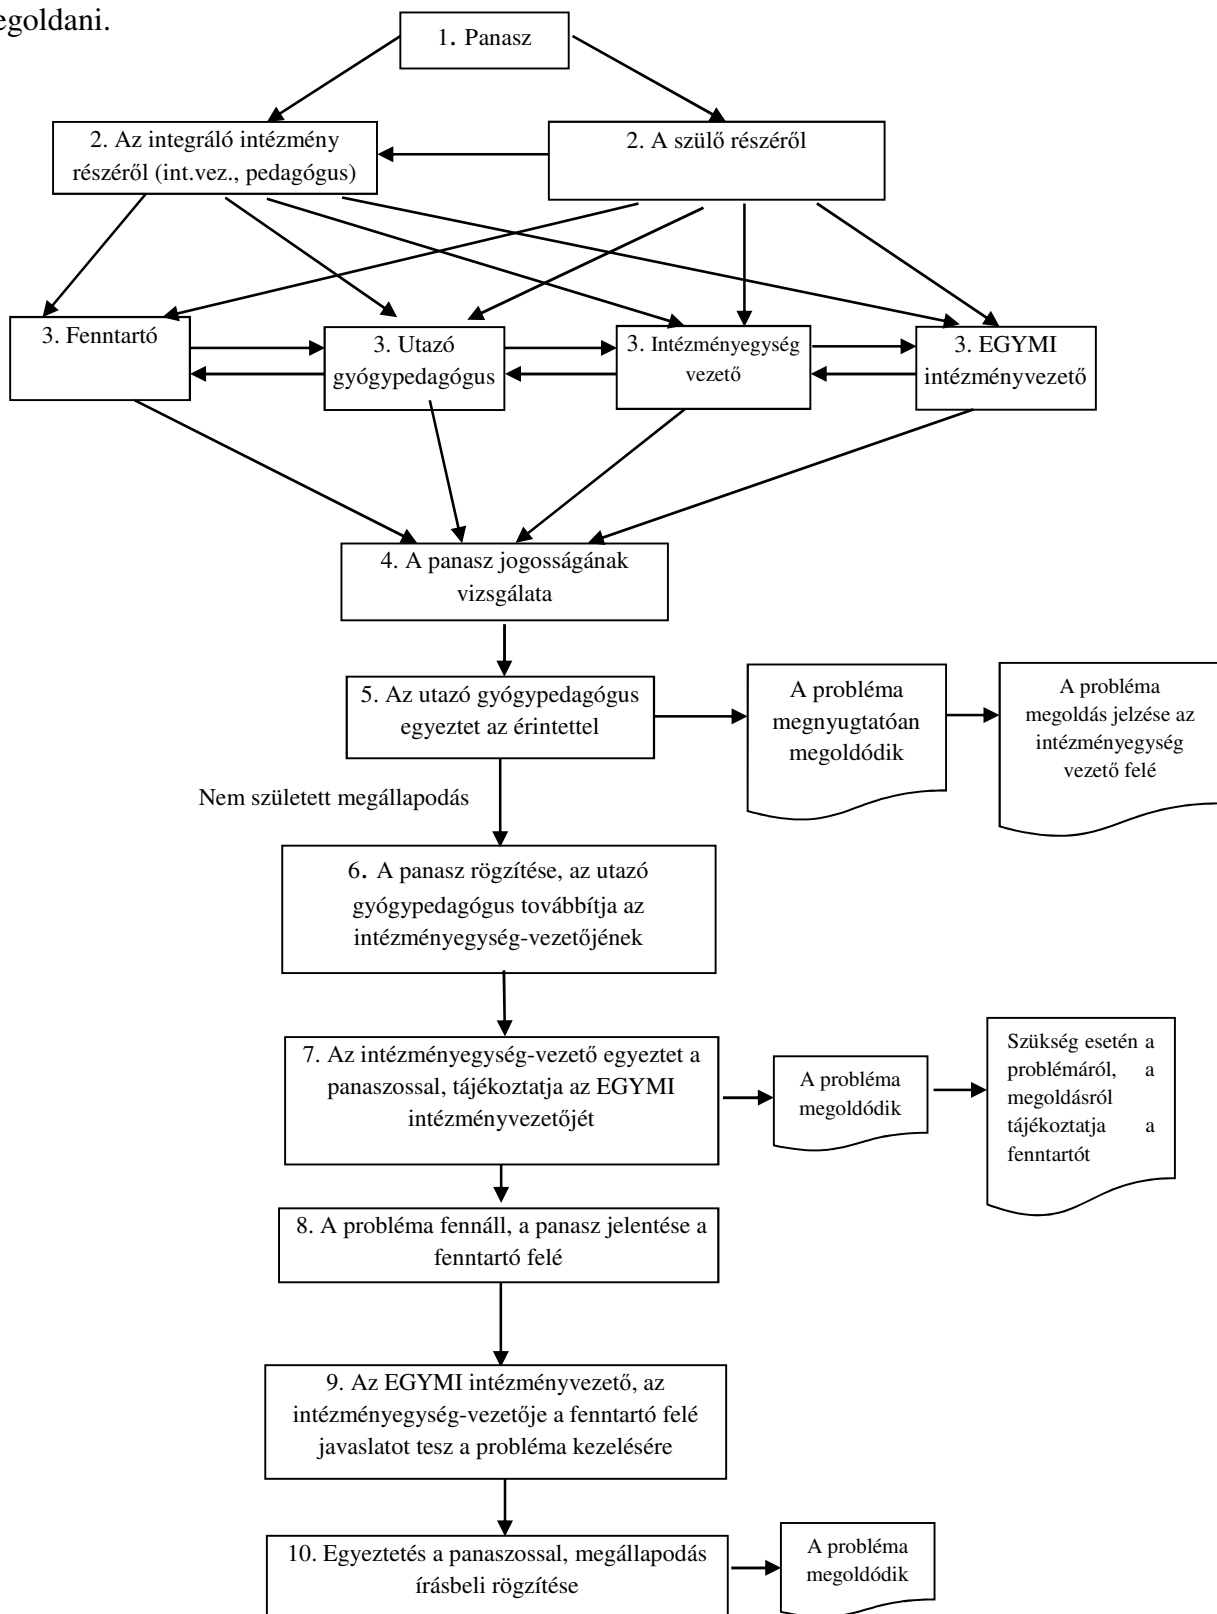 egoldani.
1. Panasz
2. Az integráló intézmény
részéről (int.vez., pedagógus)
2. A szülő részéről
3. Fenntartó
3. Utazó
gyógypedagógus
3. Intézményegység
vezető
3. EGYMI
intézményvezető
4. A panasz jogosságának
vizsgálata
5. Az utazó gyógypedagógus
egyeztet az érintettel
A probléma
megnyugtatóan
megoldódik
A probléma
megoldás jelzése az
intézményegység
vezető felé
Nem született megállapodás
6. A panasz rögzítése, az utazó
gyógypedagógus továbbítja az
intézményegység-vezetőjének
7. Az intézményegység-vezető egyeztet a
panaszossal, tájékoztatja az EGYMI
intézményvezetőjét
A probléma
megoldódik
Szükség esetén a
problémáról, a
megoldásról
tájékoztatja a
fenntartót
8. A probléma fennáll, a panasz jelentése a
fenntartó felé
9. Az EGYMI intézményvezető, az
intézményegység-vezetője a fenntartó felé
javaslatot tesz a probléma kezelésére
10. Egyeztetés a panaszossal, megállapodás
írásbeli rögzítése
A probléma
megoldódik